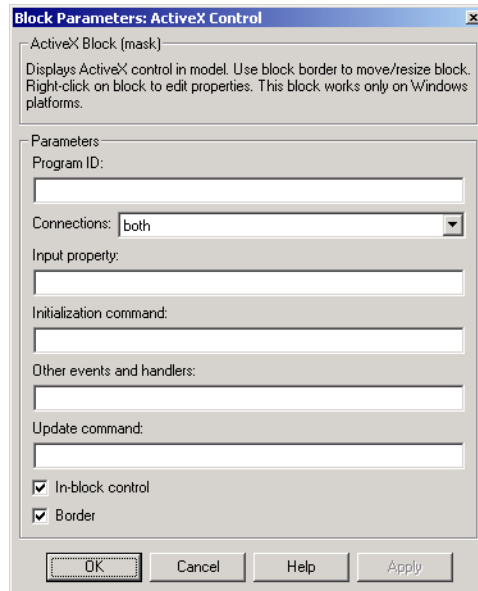 Block Parameters: ActiveX Control
ActiveX Block (mask)
Displays ActiveX control in model. Use block border to move/resize block.
Right-click on block to edit properties. This block works only on Windows
platforms.
Parameters
Program ID:
Connections: both
Input property:
Initialization command:
Other events and handlers:
Update command:
In-block control
Border
OK Cancel Help Apply